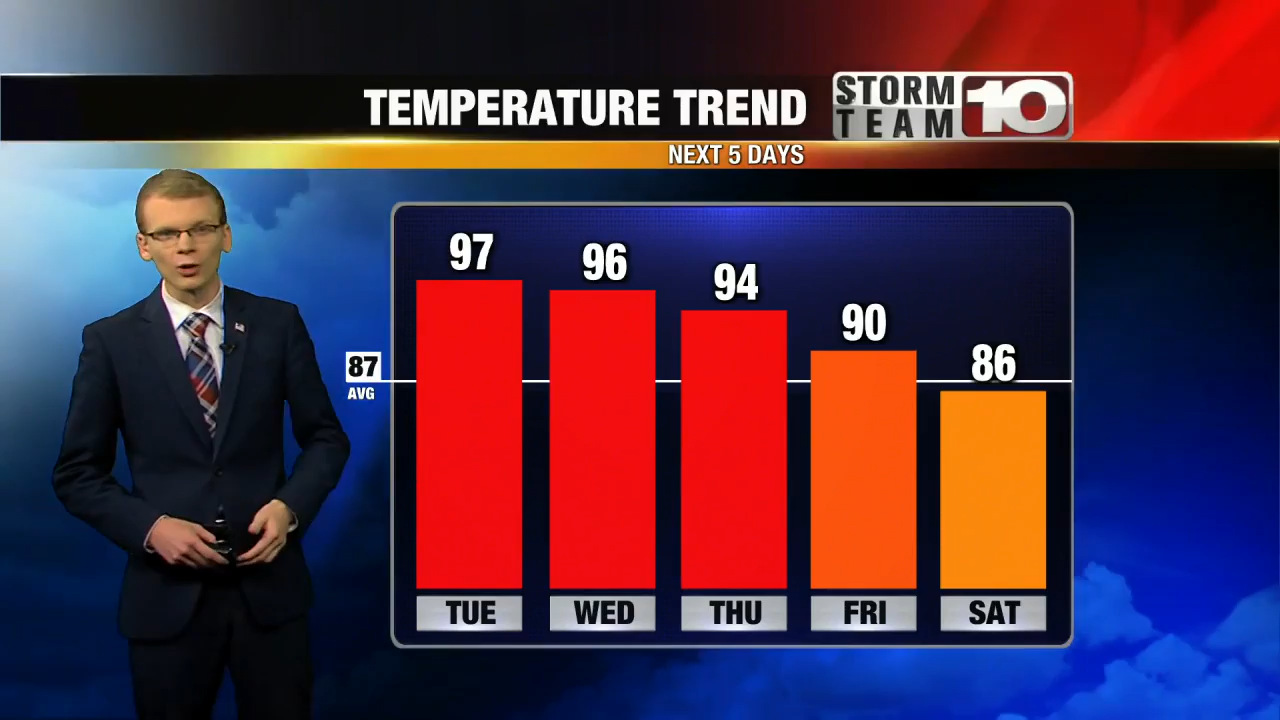 TEMPERATURE TREND
STORM
TEAM
10
NEXT 5 DAYS
97
96
94
90
86
87
AVG
TUE
WED
THU
FRI
SAT